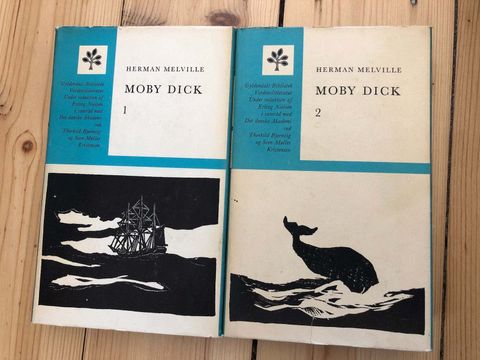 HERMAN MELVILLE
MOBY DICK
1
Gyldendals Bibliotek
Verdenslitteratur
Under redaktion af
Erling Nielsen
i samråd med
Det danske Akademi
ved
Thorkild Bjørnvig
og Sven Møller
Kristensen
HERMAN MELVILLE
MOBY DICK
2
Gyldendals Bibliotek
Verdenslitteratur
Under redaktion af
Erling Nielsen
i samråd med
Det danske Akademi
ved
Thorkild Bjørnvig
og Sven Møller
Kristensen